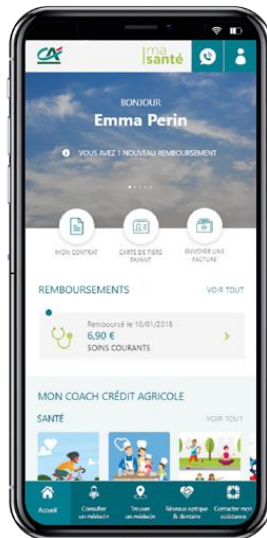 CA
ma
santé
BONJOUR
Emma Perin
VOUS AVEZ 1 NOUVEAU REMBOURSEMENT
MON CONTRAT
CARTE DE TIERS
PAYANT
ENVOYER UNE
FACTURE
REMBOURSEMENTS
VOIR TOUT
Remboursé le 10/01/2018
6,90 €
SOINS COURANTS
MON COACH CRÉDIT AGRICOLE
SANTÉ
VOIR TOUT
Accueil
Consulter
un médecin
Trouver
un médecin
Réseaux optique
& dentaire
Contacter mon
assistance